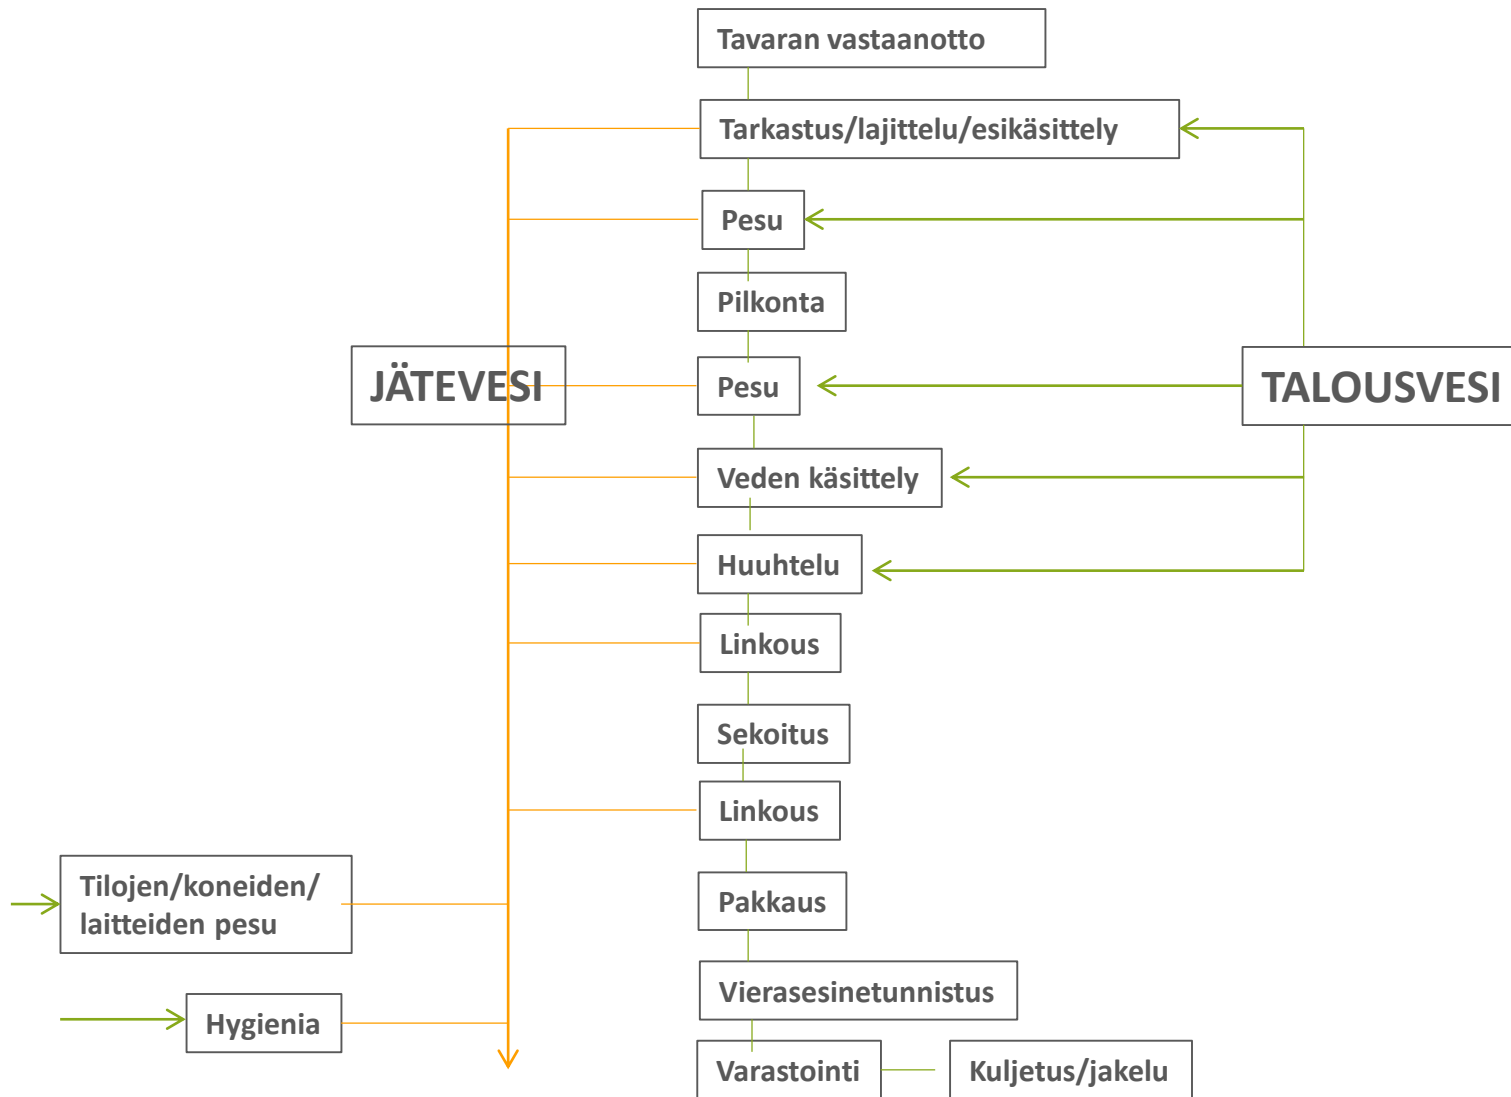 Tavaran vastaanotto
Tarkastus/lajittelu/esikäsittely
Pesu
Pilkonta
JÄTEVESI
Pesu
TALOUSVESI
Veden käsittely
Huuhtelu
Linkous
Sekoitus
Linkous
Tilojen/koneiden/
laitteiden pesu
Pakkaus
Vierasesinetunnistus
Hygienia
Varastointi
Kuljetus/jakelu